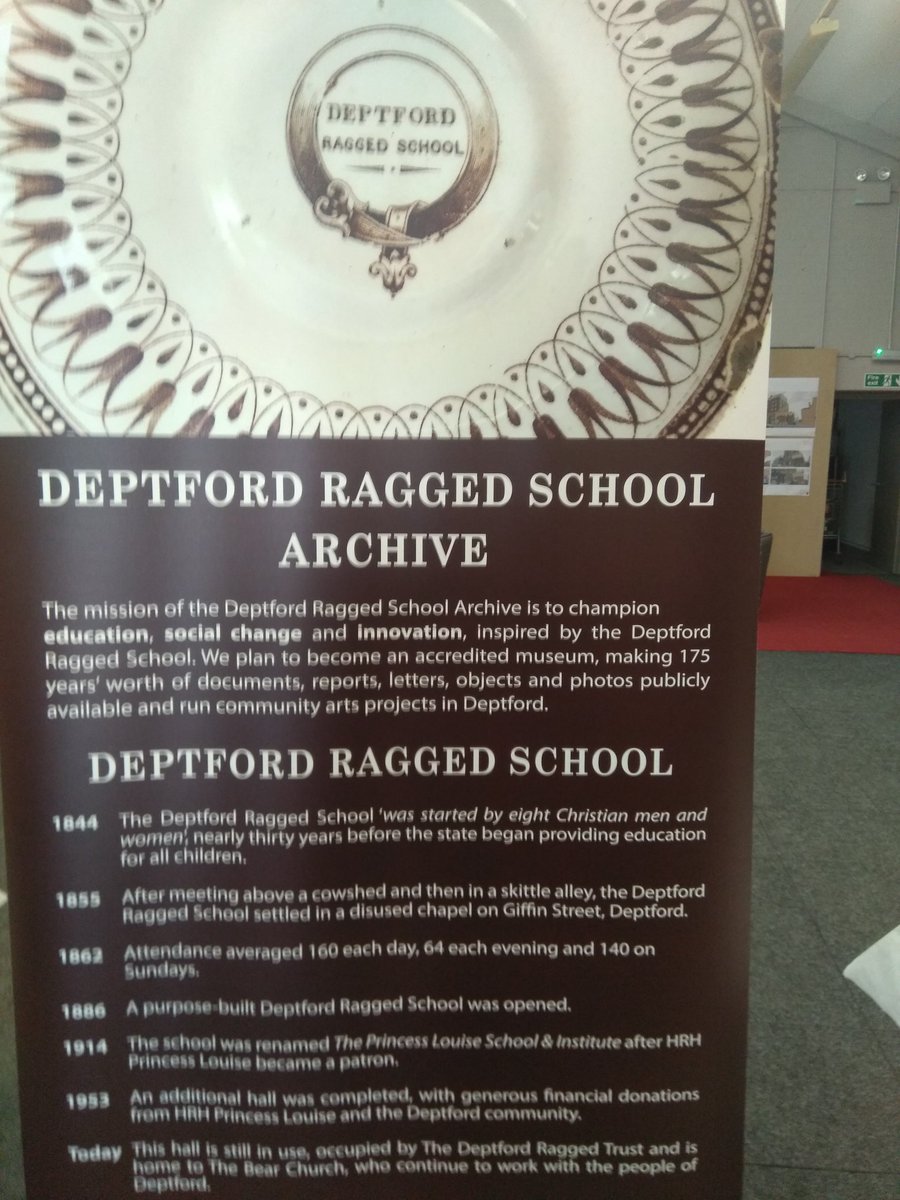 DEPTFORD
RAGGED SCHOOL
DEPTFORD RAGGED SCHOOL
ARCHIVE
The mission of the Deptford Ragged School Archive is to champion
education, social change and innovation, inspired by the Deptford
Ragged School. We plan to become an accredited museum, making 175
years' worth of documents, reports, letters, objects and photos publicly
available and run community arts projects in Deptford.
DEPTFORD RAGGED SCHOOL
1844 The Deptford Ragged School 'was started by eight Christian men and
women', nearly thirty years before the state began providing education
for all children.
1855 After meeting above a cowshed and then in a skittle alley, the Deptford
Ragged School settled in a disused chapel on Giffin Street, Deptford.
1862 Attendance averaged 160 each day, 64 each evening and 140 on
Sundays.
1886 A purpose-built Deptford Ragged School was opened.
1914 The school was renamed The Princess Louise School & Institute after HRH
Princess Louise became a patron.
1953 An additional hall was completed, with generous financial donations
from HRH Princess Louise and the Deptford community.
Today This hall is still in use, occupied by The Deptford Ragged Trust and is
home to The Bear Church, who continue to work with the people of
Deptford.
Fire
exit